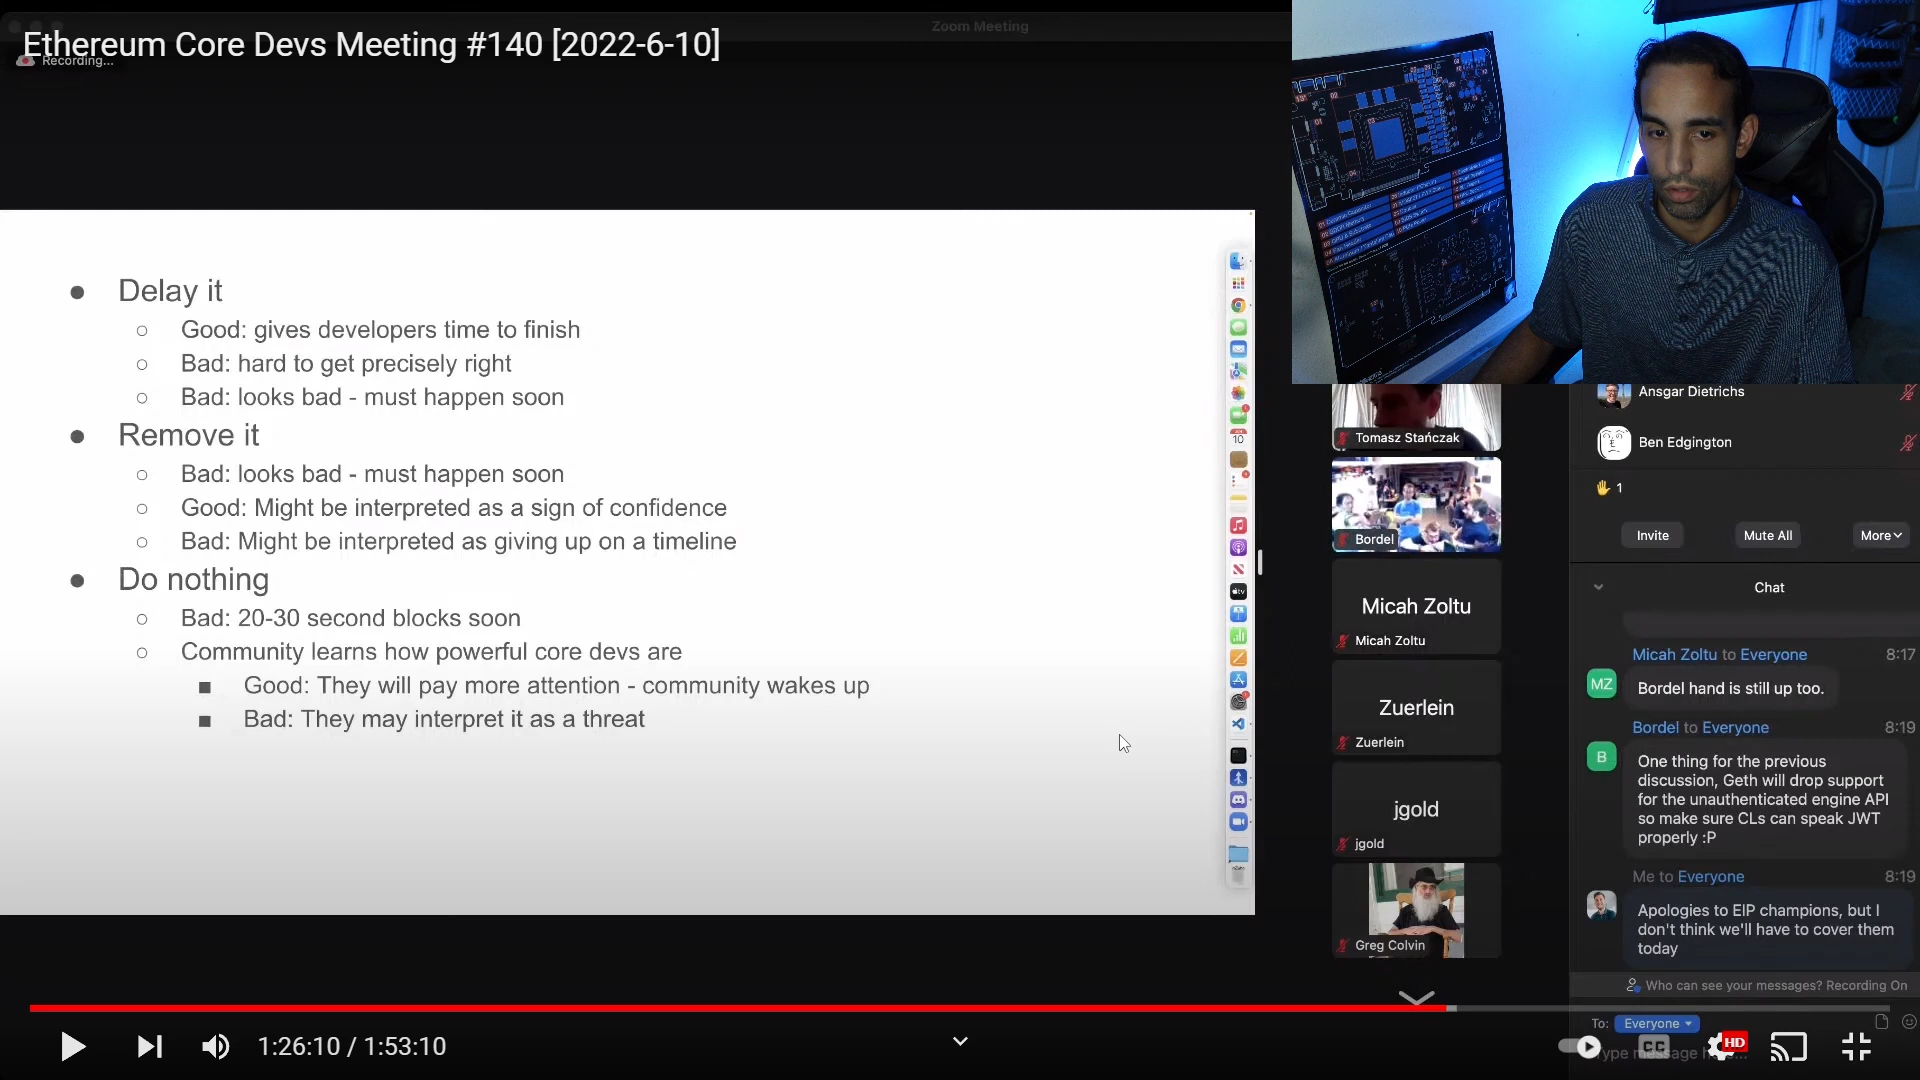 Zoom Meeting
Ethereum Core Devs Meeting #140 [2022-6-10]
Recording...
● Delay it
○ Good: gives developers time to finish
○ Bad: hard to get precisely right
○ Bad: looks bad - must happen soon
● Remove it
○ Bad: looks bad - must happen soon
○ Good: Might be interpreted as a sign of confidence
○ Bad: Might be interpreted as giving up on a timeline
● Do nothing
○ Bad: 20-30 second blocks soon
○ Community learns how powerful core devs are
■ Good: They will pay more attention - community wakes up
■ Bad: They may interpret it as a threat
10
tv
Tomasz Stańczak
Bordel
Micah Zoltu
Micah Zoltu
Zuerlein
Zuerlein
jgold
jgold
Greg Colvin
Ansgar Dietrichs
Ben Edgington
1
Invite
Mute All
More
Chat
Micah Zoltu to Everyone 8:17
MZ
Bordel hand is still up too.
Bordel to Everyone 8:19
B
One thing for the previous
discussion, Geth will drop support
for the unauthenticated engine API
so make sure CLs can speak JWT
properly :P
Me to Everyone 8:19
Apologies to EIP champions, but I
don't think we'll have to cover them
today
Who can see your messages? Recording On
To: Everyone
Type message h
1:26:10 / 1:53:10
CC
HD